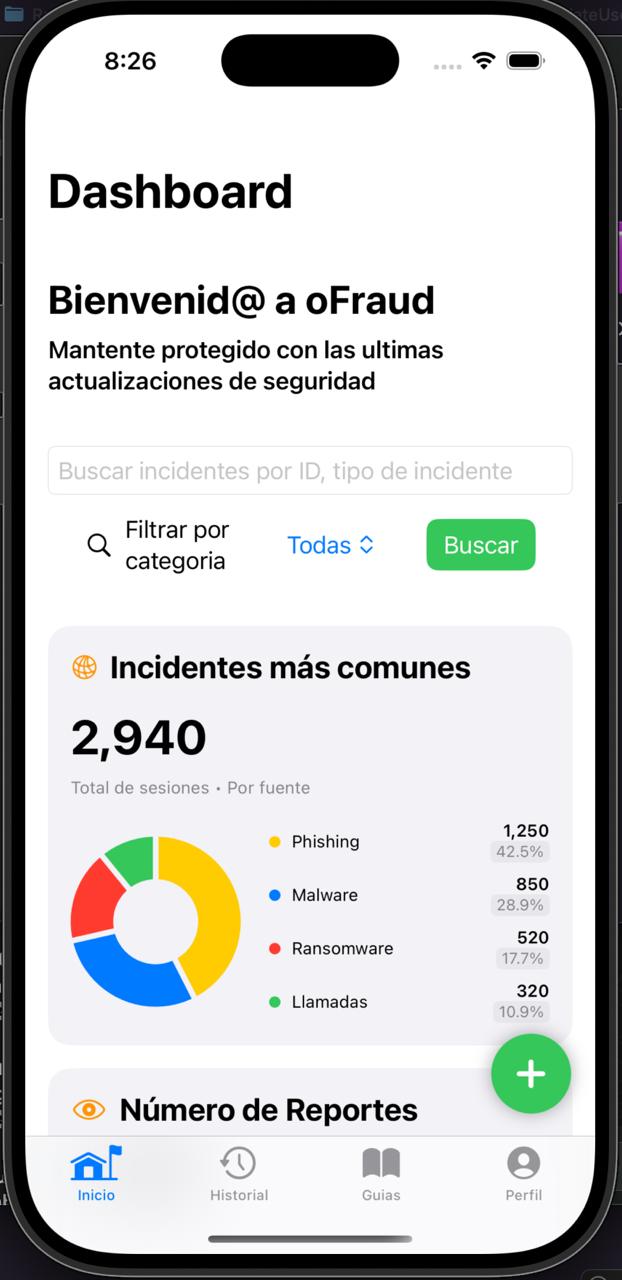 8:26
Dashboard
Bienvenid@ a oFraud
Mantente protegido con las ultimas
actualizaciones de seguridad
Buscar incidentes por ID, tipo de incidente
Filtrar por
categoria
Todas
Buscar
Incidentes más comunes
2,940
Total de sesiones • Por fuente
Phishing
1,250
42.5%
Malware
850
28.9%
Ransomware
520
17.7%
Llamadas
320
10.9%
Número de Reportes
Inicio
Historial
Guias
Perfil